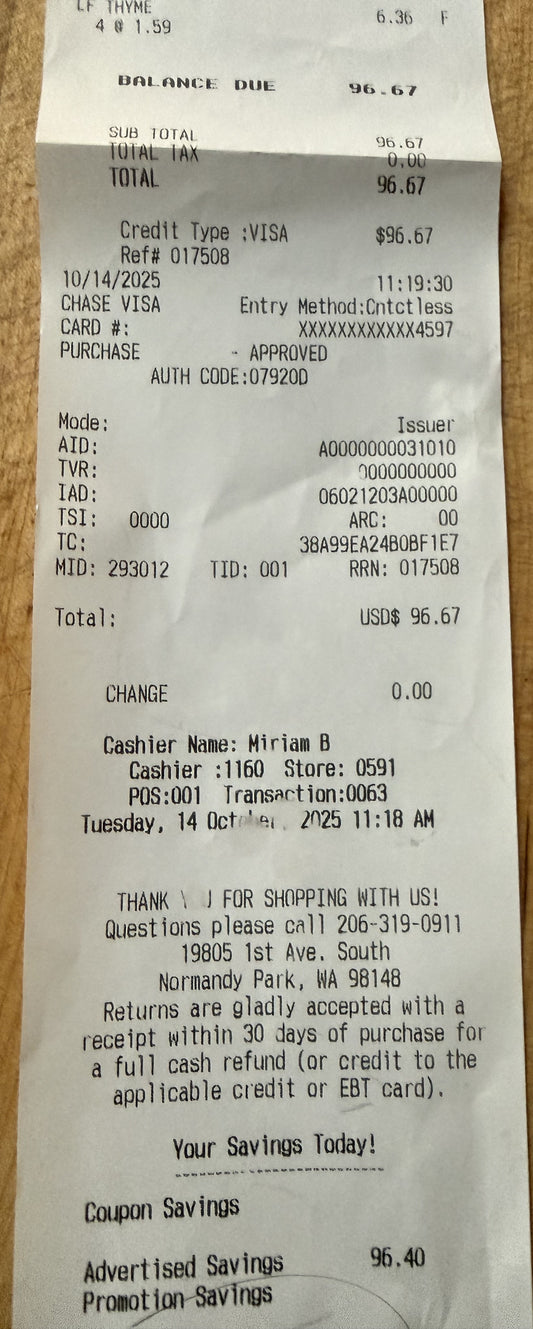 LF THYME 6.36 F
4 @ 1.59
BALANCE DUE 96.67
SUB TOTAL 96.67
TOTAL TAX 0.00
TOTAL 96.67
Credit Type :VISA $96.67
Ref# 017508
10/14/2025 11:19:30
CHASE VISA Entry Method:Cntctless
CARD #: XXXXXXXXXXXX4597
PURCHASE - APPROVED
AUTH CODE:07920D
Mode: Issuer
AID: A0000000031010
TVR: 0000000000
IAD: 06021203A00000
TSI: 0000 ARC: 00
TC: 38A99EA24B0BF1E7
MID: 293012 TID: 001 RRN: 017508
Total: USD$ 96.67
CHANGE 0.00
Cashier Name: Miriam B
Cashier :1160 Store: 0591
POS:001 Transaction:0063
Tuesday, 14 October, 2025 11:18 AM
THANK FOR SHOPPING WITH US!
Questions please call 206-319-0911
19805 1st Ave. South
Normandy Park, WA 98148
Returns are gladly accepted with a
receipt within 30 days of purchase for
a full cash refund (or credit to the
applicable credit or EBT card).
Your Savings Today!
Coupon Savings
Advertised Savings 96.40
Promotion Savings